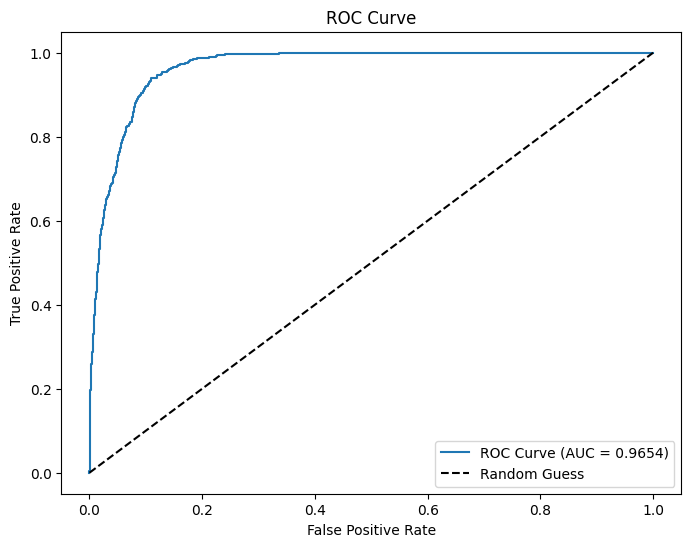 ROC Curve
1.0
0.8
0.6
0.4
0.2
0.0
True Positive Rate
0.0 0.2 0.4 0.6 0.8 1.0
False Positive Rate
ROC Curve (AUC = 0.9654)
Random Guess